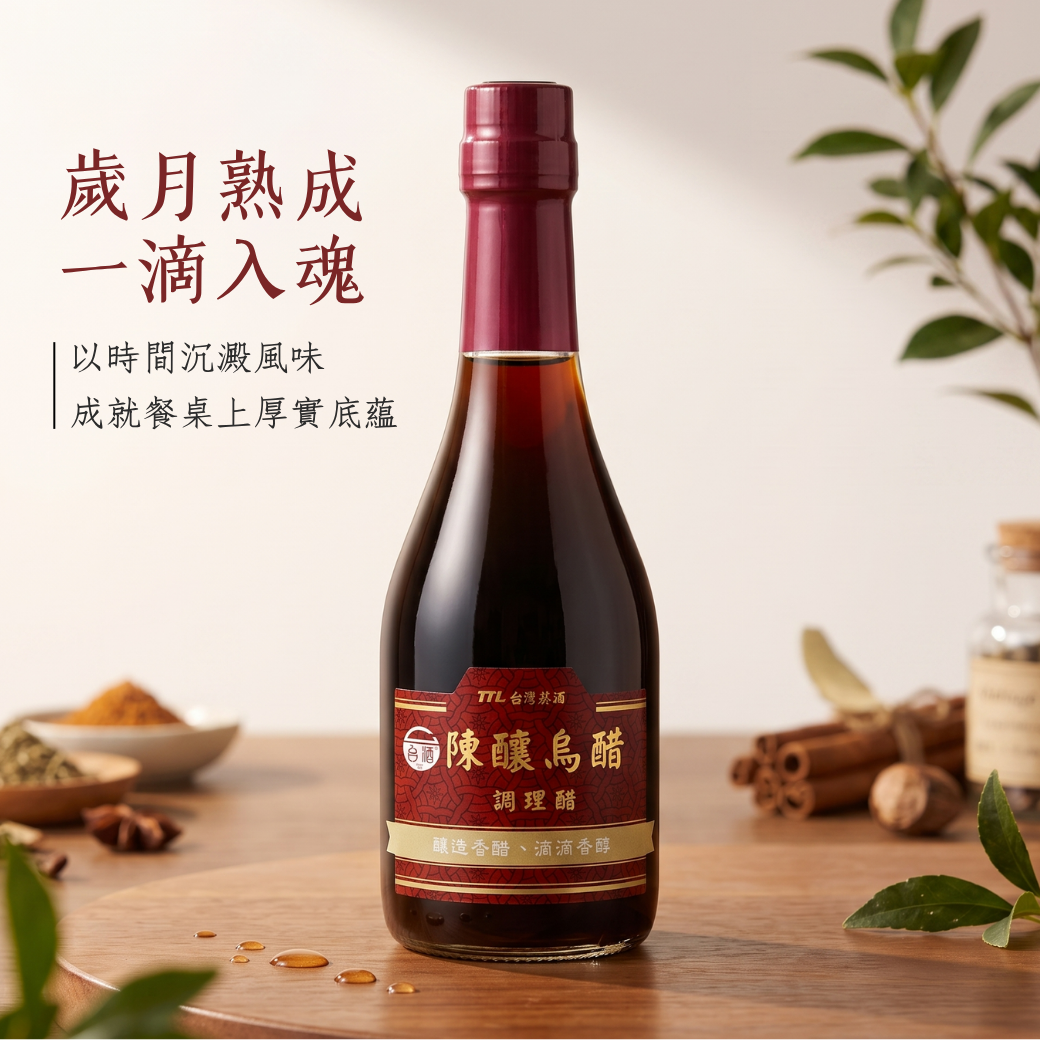 歲月熟成
一滴入魂
以時間沉澱風味
成就餐桌上厚實底蘊
TTL 台灣菸酒
台酒
陳釀烏醋
調理醋
釀造香醋、滴滴香醇